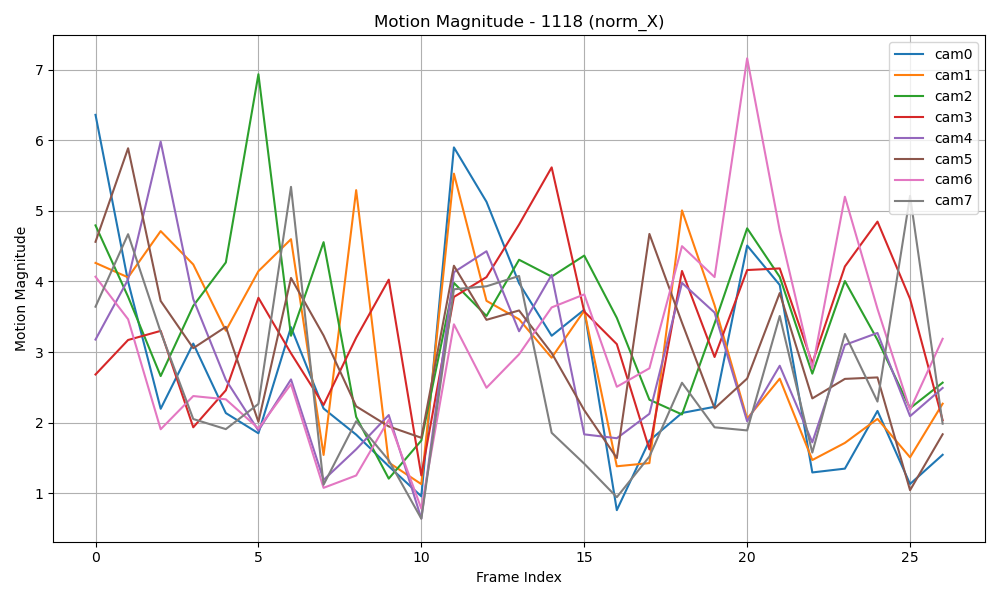 Motion Magnitude - 1118 (norm_X)
cam0
cam1
cam2
cam3
cam4
cam5
cam6
cam7
Motion Magnitude
7
6
5
4
3
2
1
0
5
10
15
20
25
Frame Index